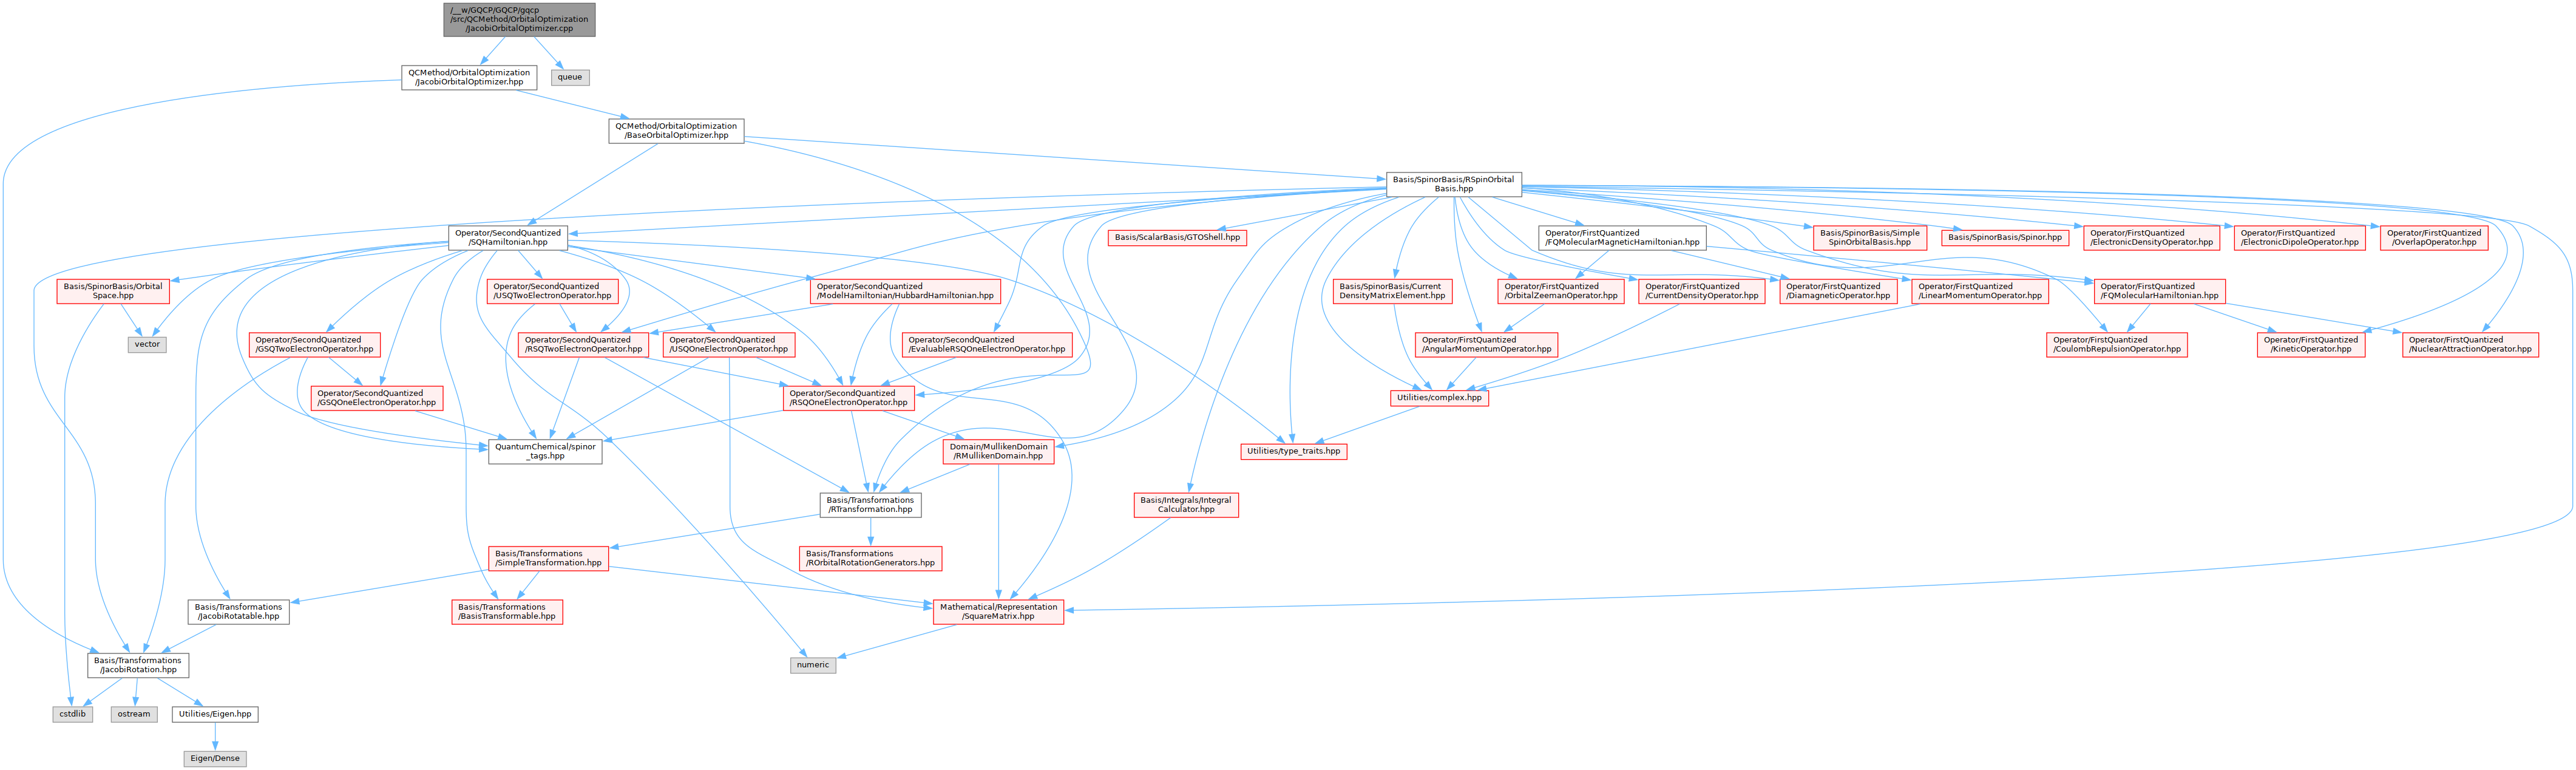 /__w/GQCP/GQCP/gqcp
/src/QCMethod/OrbitalOptimization
/JacobiOrbitalOptimizer.cpp
QCMethod/OrbitalOptimization
/JacobiOrbitalOptimizer.hpp
queue
QCMethod/OrbitalOptimization
/BaseOrbitalOptimizer.hpp
Basis/SpinorBasis/RSpinOrbital
Basis.hpp
Operator/SecondQuantized
/SQHamiltonian.hpp
Basis/ScalarBasis/GTOShell.hpp
Operator/FirstQuantized
/FQMolecularMagneticHamiltonian.hpp
Basis/SpinorBasis/Simple
SpinOrbitalBasis.hpp
Basis/SpinorBasis/Spinor.hpp
Operator/FirstQuantized
/ElectronicDensityOperator.hpp
Operator/FirstQuantized
/ElectronicDipoleOperator.hpp
Operator/FirstQuantized
/OverlapOperator.hpp
Basis/SpinorBasis/Orbital
Space.hpp
Operator/SecondQuantized
/USQTwoElectronOperator.hpp
Operator/SecondQuantized
/ModelHamiltonian/HubbardHamiltonian.hpp
Basis/SpinorBasis/Current
DensityMatrixElement.hpp
Operator/FirstQuantized
/OrbitalZeemanOperator.hpp
Operator/FirstQuantized
/CurrentDensityOperator.hpp
Operator/FirstQuantized
/DiamagneticOperator.hpp
Operator/FirstQuantized
/LinearMomentumOperator.hpp
Operator/FirstQuantized
/FQMolecularHamiltonian.hpp
vector
Operator/SecondQuantized
/GSQTwoElectronOperator.hpp
Operator/SecondQuantized
/RSQTwoElectronOperator.hpp
Operator/SecondQuantized
/USQOneElectronOperator.hpp
Operator/SecondQuantized
/EvaluableRSQOneElectronOperator.hpp
Operator/FirstQuantized
/AngularMomentumOperator.hpp
Operator/FirstQuantized
/CoulombRepulsionOperator.hpp
Operator/FirstQuantized
/KineticOperator.hpp
Operator/FirstQuantized
/NuclearAttractionOperator.hpp
Operator/SecondQuantized
/GSQOneElectronOperator.hpp
Operator/SecondQuantized
/RSQOneElectronOperator.hpp
Utilities/complex.hpp
QuantumChemical/spinor
_tags.hpp
Domain/MullikenDomain
/RMullikenDomain.hpp
Utilities/type_traits.hpp
Basis/Transformations
/RTransformation.hpp
Basis/Integrals/Integral
Calculator.hpp
Basis/Transformations
/SimpleTransformation.hpp
Basis/Transformations
/ROrbitalRotationGenerators.hpp
Basis/Transformations
/JacobiRotatable.hpp
Basis/Transformations
/BasisTransformable.hpp
Mathematical/Representation
/SquareMatrix.hpp
Basis/Transformations
/JacobiRotation.hpp
numeric
cstdlib
ostream
Utilities/Eigen.hpp
Eigen/Dense